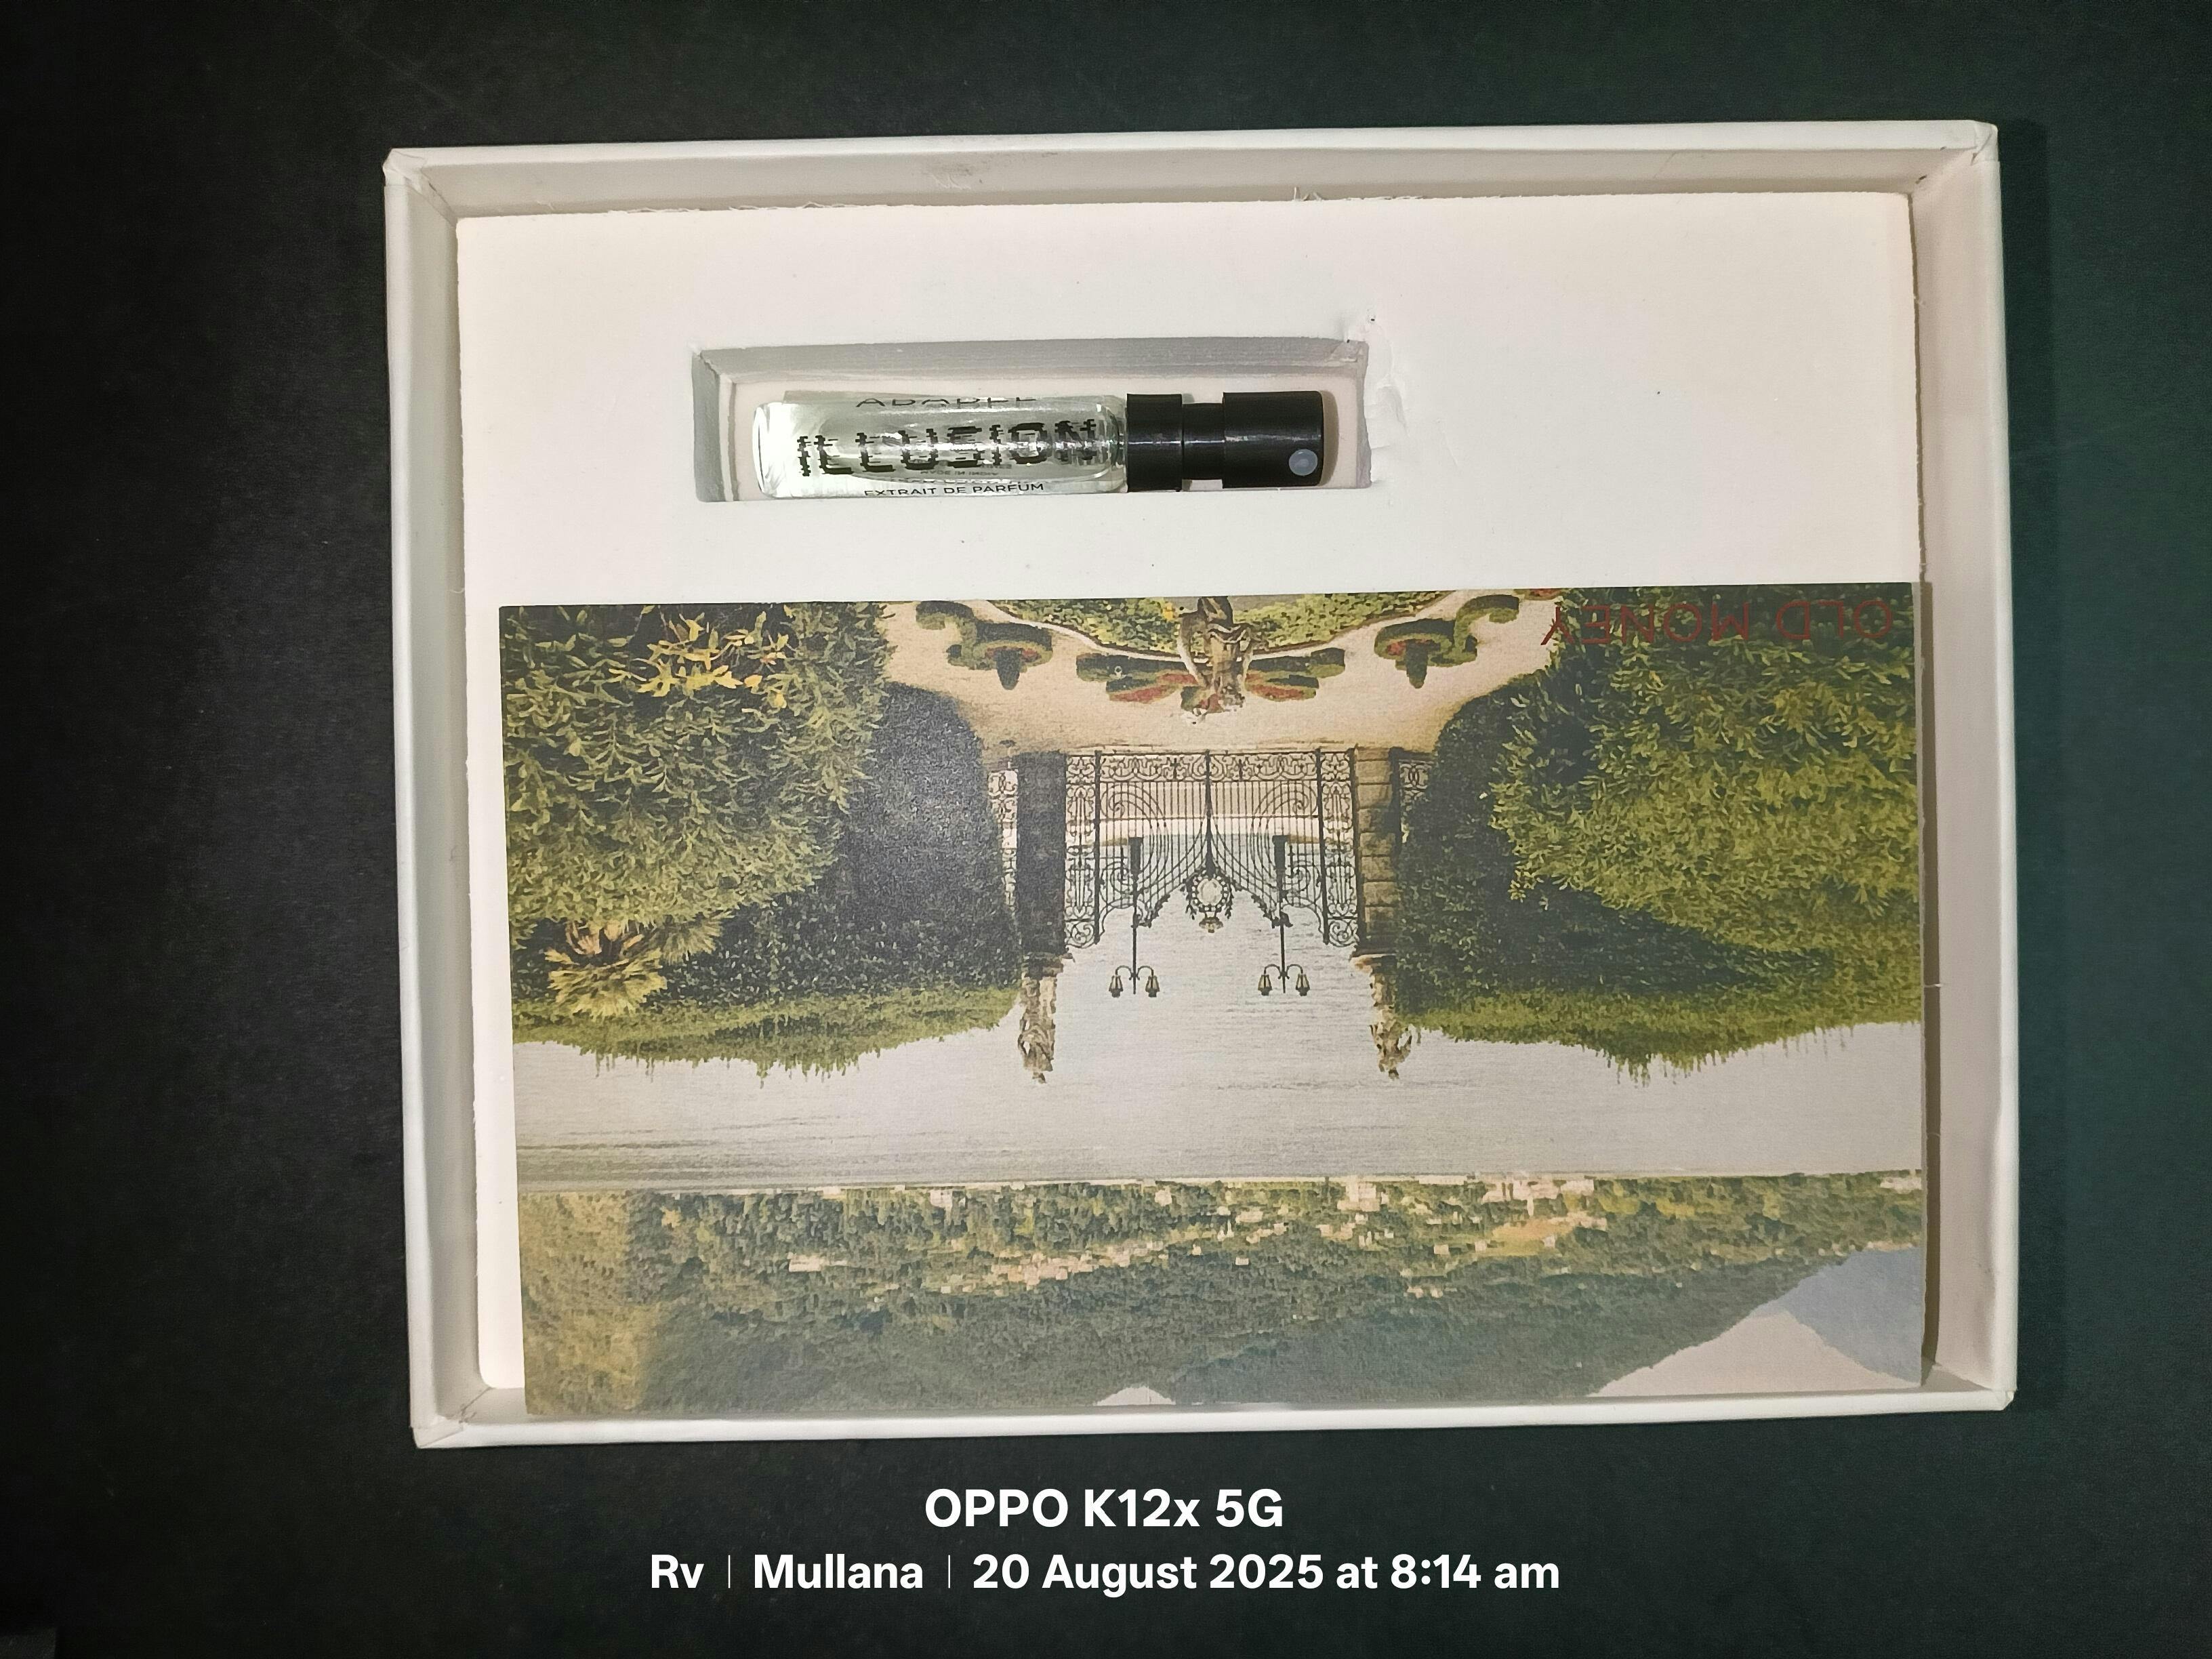 ILLUSION
EXTRAIT DE PARFUM
OLD MONEY
OPPO K12x 5G
Rv | Mullana | 20 August 2025 at 8:14 am